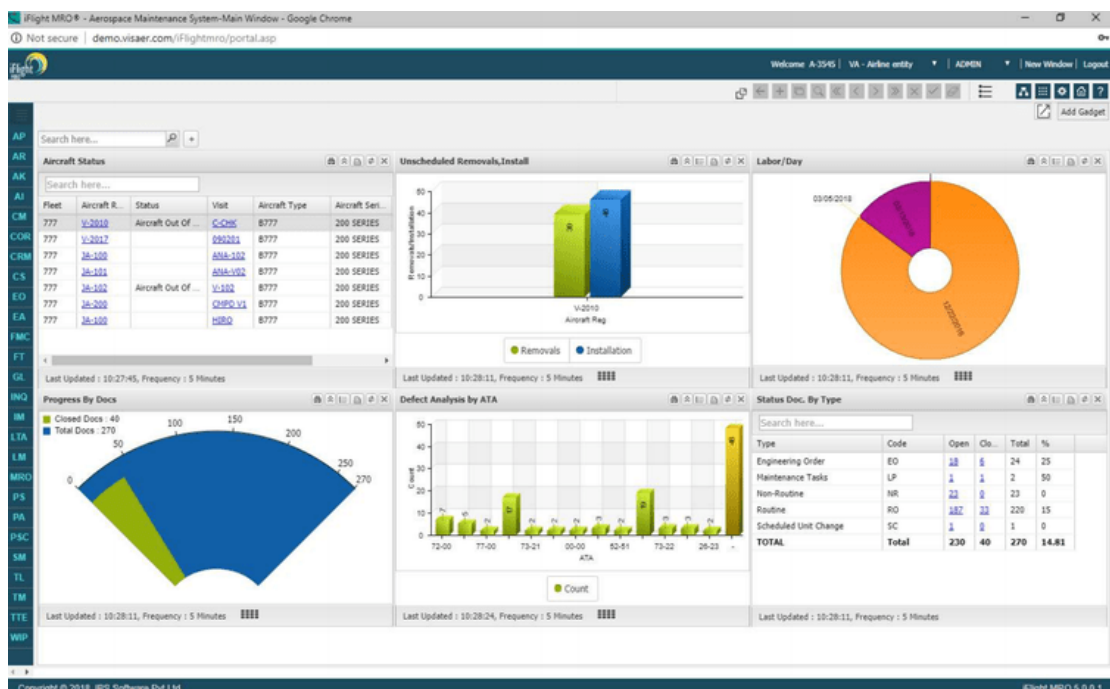 iFlight MRO® - Aerospace Maintenance System-Main Window - Google Chrome
Not secure | demo.visaer.com/iFlightmro/portal.asp
iFlight
Welcome A-3545 | VA - Airline entity | ADMIN | New Window | Logout
Add Gadget
Search here...
AP
AR
AK
AI
CM
COR
CRM
CS
EO
EA
FMC
FT
GL
INQ
IM
LTA
LM
MRO
PS
PA
PSC
SM
TL
TM
TTE
WIP
Aircraft Status
Search here...
Fleet Aircraft R... Status Visit Aircraft Type Aircraft Seri...
777 V-2010 Aircraft Out Of ... C-CHK B777 200 SERIES
777 V-2017 090201 B777 200 SERIES
777 JA-100 ANA-102 B777 200 SERIES
777 JA-101 ANA-V02 B777 200 SERIES
777 JA-102 Aircraft Out Of ... V-102 B777 200 SERIES
777 JA-200 CMPD V1 B777 200 SERIES
777 JA-100 HIRO B777 200 SERIES
Last Updated : 10:27:45, Frequency : 5 Minutes
Unscheduled Removals,Install
Removals/Installation
40
20
10
0
V-2010
Aircraft Reg
Removals Installation
Last Updated : 10:28:11, Frequency : 5 Minutes
Labor/Day
03/05/2018
Last Updated : 10:28:11, Frequency : 5 Minutes
Progress By Docs
Closed Docs : 40
Total Docs : 270
0
50
100
150
200
250
270
Last Updated : 10:28:11, Frequency : 5 Minutes
Defect Analysis by ATA
Count
20
10
0
72-00 77-00 73-21 00-00 52-51 73-22 26-23 -
ATA
Count
Last Updated : 10:28:24, Frequency : 5 Minutes
Status Doc. By Type
Search here...
Type Code Open Clo... Total %
Engineering Order EO 18 6 24 25
Maintenance Tasks LP 1 1 2 50
Non-Routine NR 23 0 23 0
Routine RO 187 33 220 15
Scheduled Unit Change SC 1 0 1 0
TOTAL Total 230 40 270 14.81
Last Updated : 10:28:11, Frequency : 5 Minutes
Copyright © 2018, IBS Software Pvt Ltd
iFlight MRO 5.0.0.1